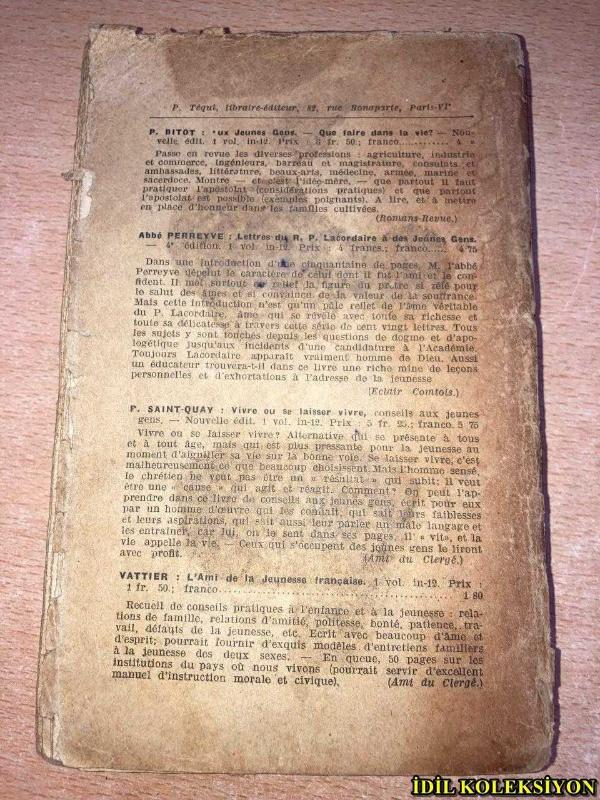 P. Téqui, libraire-éditeur, 82, rue Bonaparte, Paris-VIe
P. BITOT : ux Jeunes Gens. — Que faire dans la vie? — Nou-
velle édit. 1 vol. in-12. Prix : 3 fr. 50.; franco.......... 4 »
Passe en revue les diverses professions : agriculture, industrie
et commerce, ingénieurs, barreau et magistrature, consulats et
ambassades, littérature, beaux-arts, médecine, armée, marine et
sacerdoce. Montre — et c'est l'idée-mère, — que partout il faut
pratiquer l'apostolat (considérations pratiques) et que partout
l'apostolat est possible (exemples poignants). A lire, et à mettre
en place d'honneur dans les familles cultivées.
(Romans-Revue.)
Abbé PERREYVE : Lettres du R. P. Lacordaire à des Jeunes Gens.
— 4e édition. 1 vol. in-12. Prix : 4 francs.; franco..... 4 75
Dans une introduction d'une cinquantaine de pages, M. l'abbé
Perreyve dépeint le caractère de celui dont il fut l'ami et le con-
fident. Il met surtout en relief la figure du prêtre si zélé pour
le salut des âmes et si convaincu de la valeur de la souffrance.
Mais cette introduction n'est qu'un pâle reflet de l'âme véritable
du P. Lacordaire, âme qui se révèle avec toute sa richesse et
toute sa délicatesse à travers cette série de cent vingt lettres. Tous
les sujets y sont touchés depuis les questions de dogme et d'apo-
logétique jusqu'aux incidents d'une candidature à l'Académie.
Toujours Lacordaire apparaît vraiment homme de Dieu. Aussi
un éducateur trouvera-t-il dans ce livre une riche mine de leçons
personnelles et d'exhortations à l'adresse de la jeunesse
(Eclair Comtois.)
P. SAINT-QUAY : Vivre ou se laisser vivre, conseils aux jeunes
gens. — Nouvelle édit. 1 vol. in-12. Prix : 5 fr. 25.; franco. 5 75
Vivre ou se laisser vivre? Alternative qui se présente à tous
et à tout âge, mais qui est plus pressante pour la jeunesse au
moment d'aiguiller sa vie sur la bonne voie. Se laisser vivre, c'est
malheureusement ce que beaucoup choisissent. Mais l'homme sensé,
le chrétien ne veut pas être un « résultat » qui subit: il veut
être une « cause » qui agit et réagit. Comment? On peut l'ap-
prendre dans ce livre de conseils aux jeunes gens, écrit pour eux
par un homme d'œuvre qui les connaît, qui sait leurs faiblesses
et leurs aspirations, qui sait aussi leur parler un mâle langage et
les entraîner, car lui, on le sent dans ses pages, il « vit», et la
vie appelle la vie. — Ceux qui s'occupent des jeunes gens le liront
avec profit. (Ami du Clergé.)
VATTIER : L'Ami de la Jeunesse française. 1 vol. in-12. Prix :
1 fr. 50.; franco.............................. 1 80
Recueil de conseils pratiques à l'enfance et à la jeunesse : rela-
tions de famille, relations d'amitié, politesse, bonté, patience, tra-
vail, défauts de la jeunesse, etc. Ecrit avec beaucoup d'âme et
d'esprit; pourrait fournir d'exquis modèles d'entretiens familiers
à la jeunesse des deux sexes. — En queue, 50 pages sur les
institutions du pays où nous vivons (pourrait servir d'excellent
manuel d'instruction morale et civique). (Ami du Clergé.)
İDİL KOLEKSİYON